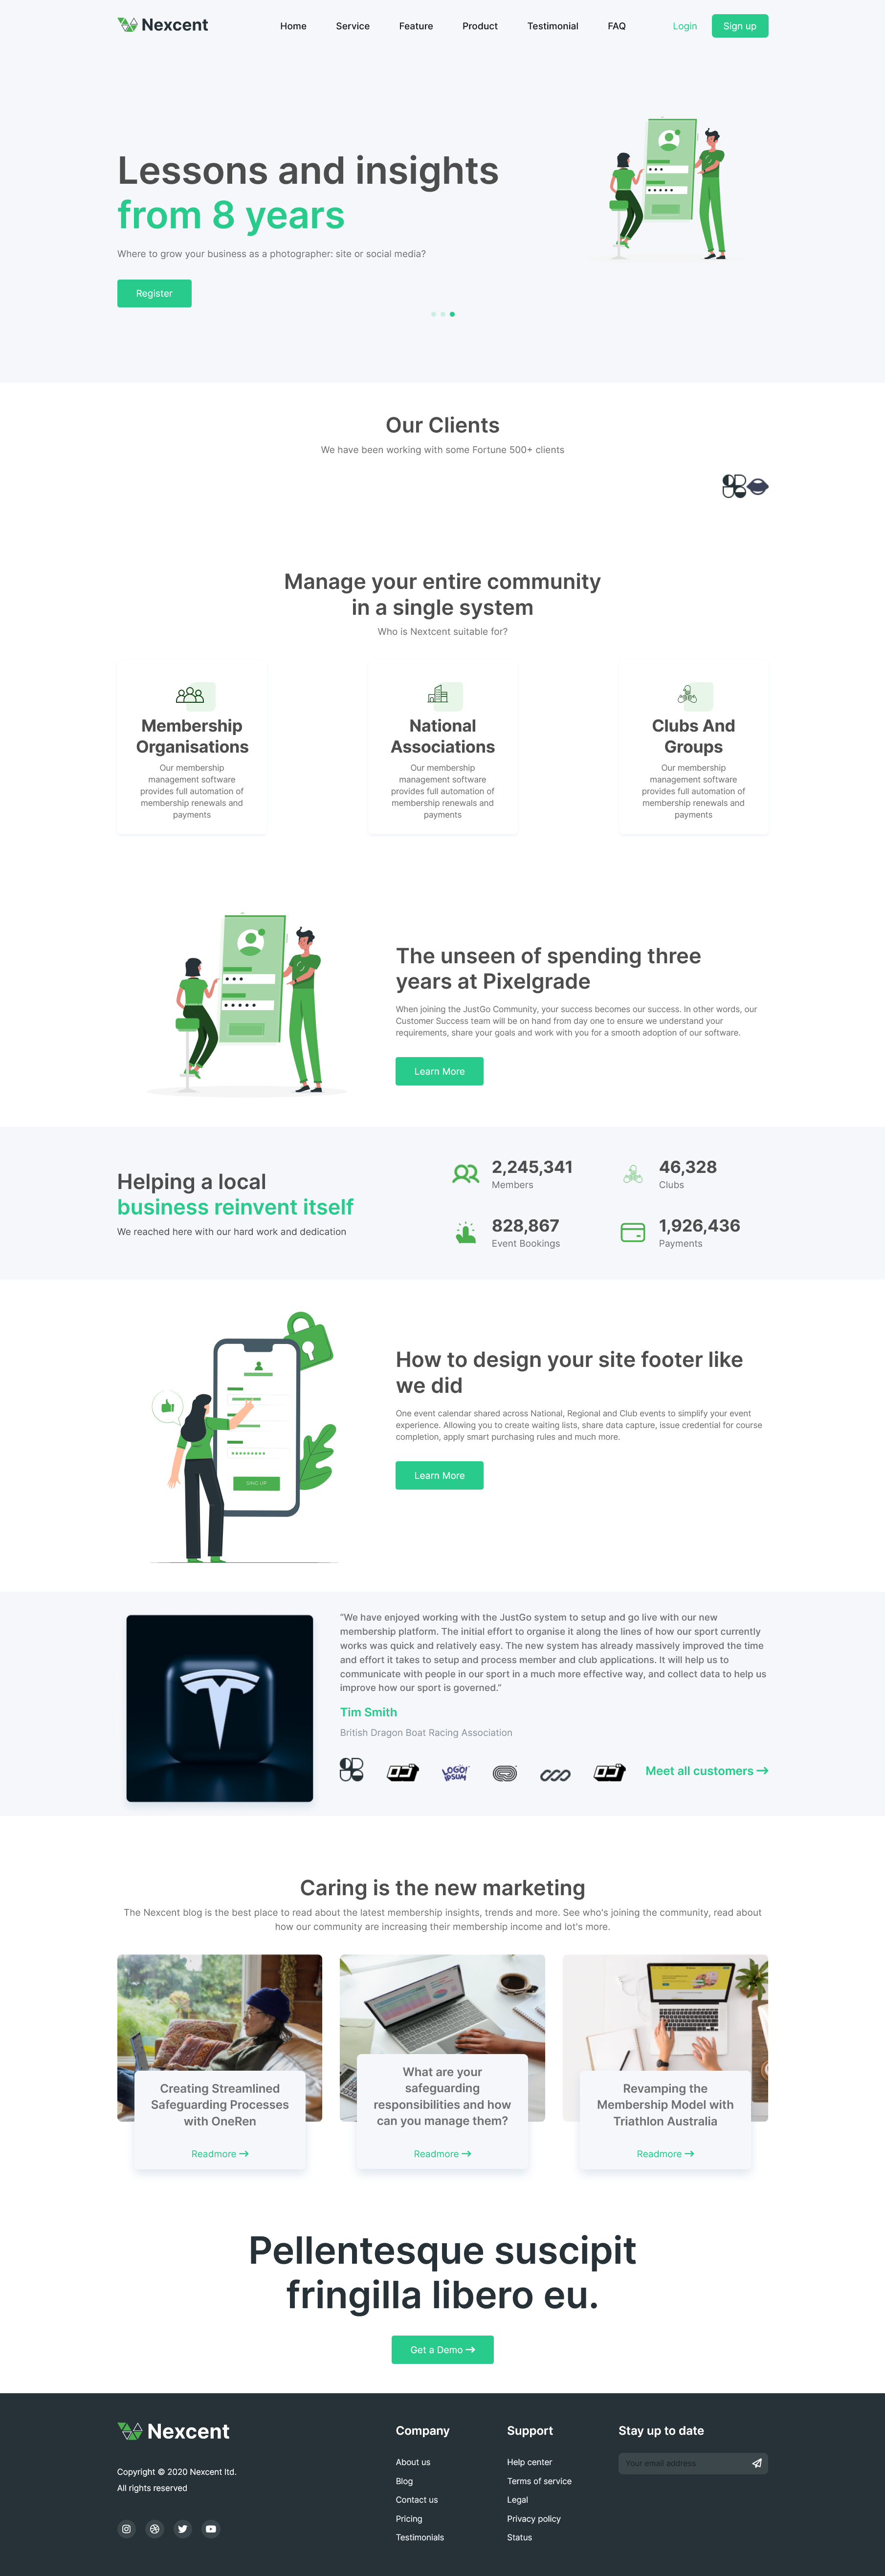 Nexcent
Home Service Feature Product Testimonial FAQ Login Sign up
Lessons and insights
from 8 years
Where to grow your business as a photographer: site or social media?
Register
Our Clients
We have been working with some Fortune 500+ clients
Manage your entire community
in a single system
Who is Nextcent suitable for?
Membership
Organisations
Our membership
management software
provides full automation of
membership renewals and
payments
National
Associations
Our membership
management software
provides full automation of
membership renewals and
payments
Clubs And
Groups
Our membership
management software
provides full automation of
membership renewals and
payments
The unseen of spending three
years at Pixelgrade
When joining the JustGo Community, your success becomes our success. In other words, our
Customer Success team will be on hand from day one to ensure we understand your
requirements, share your goals and work with you for a smooth adoption of our software.
Learn More
Helping a local
business reinvent itself
We reached here with our hard work and dedication
2,245,341
Members
46,328
Clubs
828,867
Event Bookings
1,926,436
Payments
SING UP
How to design your site footer like
we did
One event calendar shared across National, Regional and Club events to simplify your event
experience. Allowing you to create waiting lists, share data capture, issue credential for course
completion, apply smart purchasing rules and much more.
Learn More
“We have enjoyed working with the JustGo system to setup and go live with our new
membership platform. The initial effort to organise it along the lines of how our sport currently
works was quick and relatively easy. The new system has already massively improved the time
and effort it takes to setup and process member and club applications. It will help us to
communicate with people in our sport in a much more effective way, and collect data to help us
improve how our sport is governed.”
Tim Smith
British Dragon Boat Racing Association
LOGO
IPSUM
Meet all customers
Caring is the new marketing
The Nexcent blog is the best place to read about the latest membership insights, trends and more. See who's joining the community, read about
how our community are increasing their membership income and lot's more.
Creating Streamlined
Safeguarding Processes
with OneRen
Readmore
What are your
safeguarding
responsibilities and how
can you manage them?
Readmore
Revamping the
Membership Model with
Triathlon Australia
Readmore
Pellentesque suscipit
fringilla libero eu.
Get a Demo
Nexcent
Copyright © 2020 Nexcent ltd.
All rights reserved
Company
About us
Blog
Contact us
Pricing
Testimonials
Support
Help center
Terms of service
Legal
Privacy policy
Status
Stay up to date
Your email address